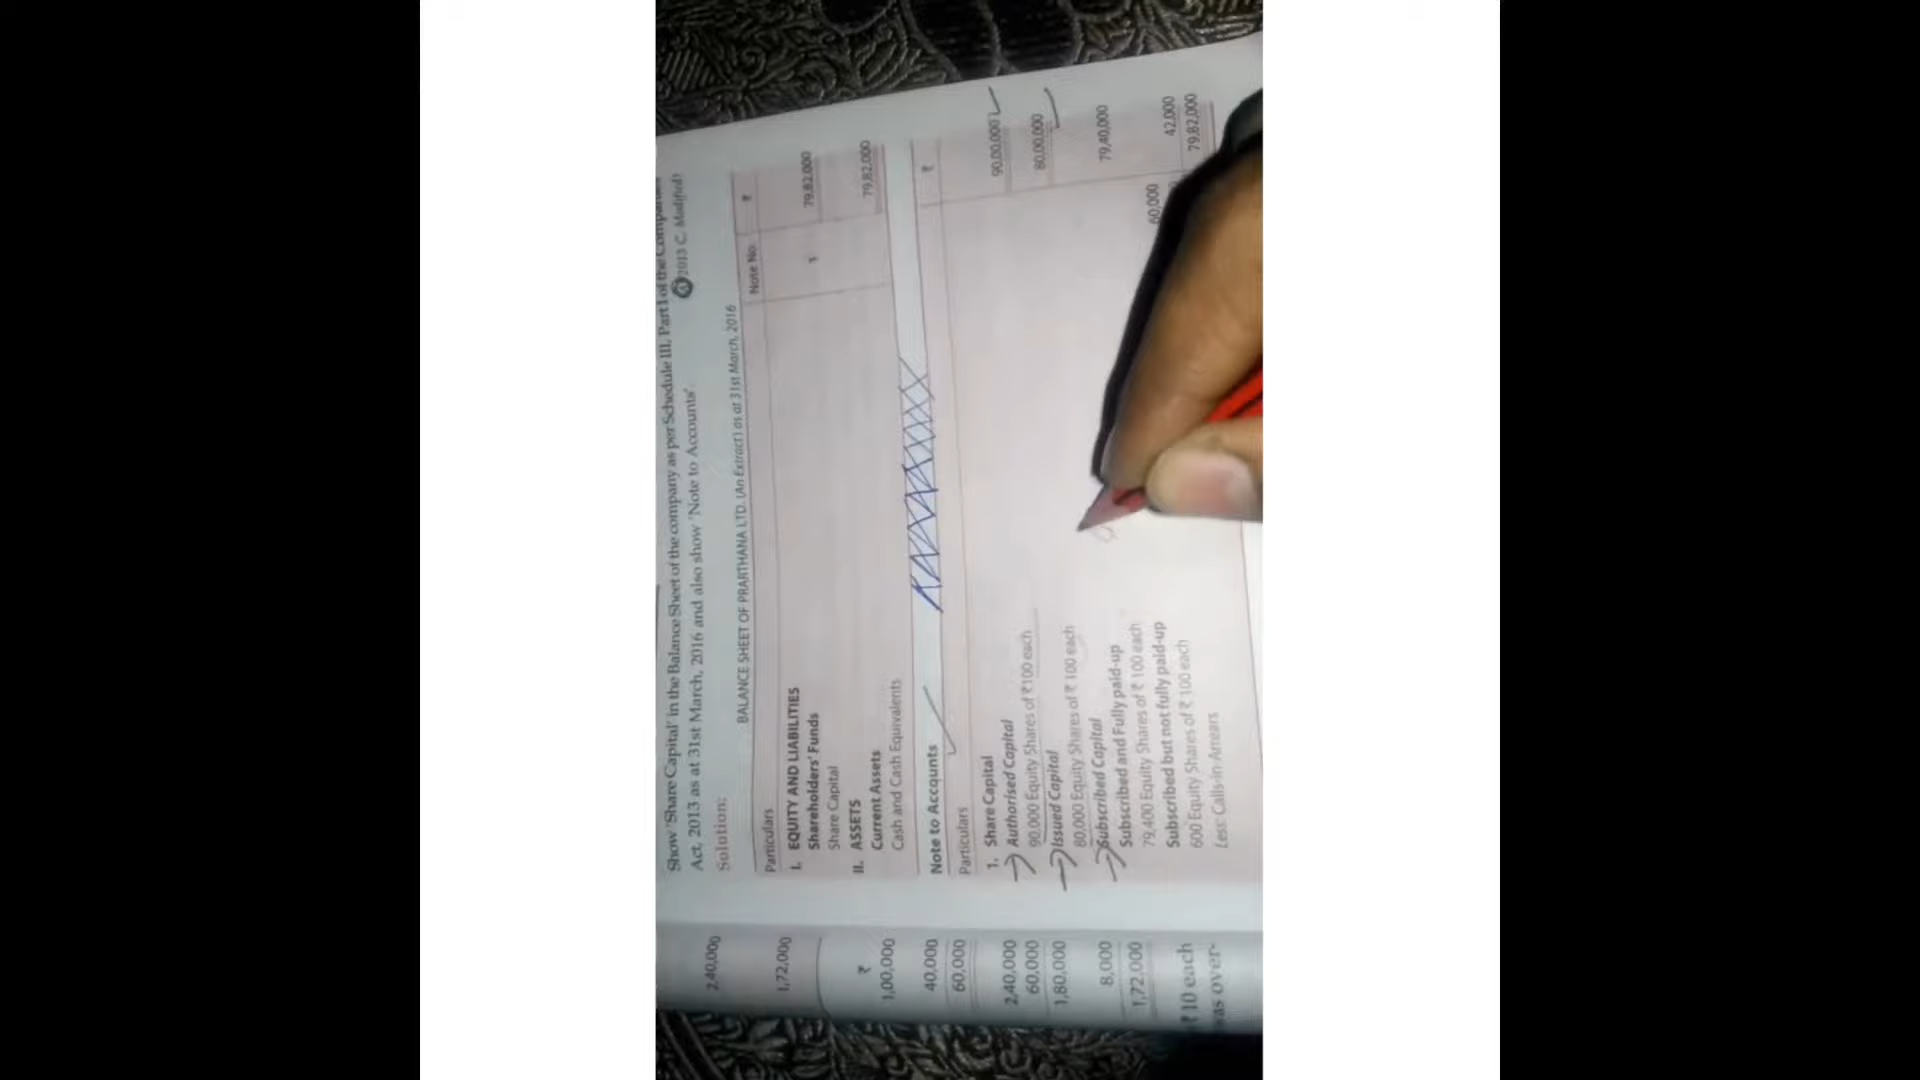 Show 'Share Capital' in the Balance Sheet of the company as per Schedule III, Part I of the
Act, 2013 as at 31st March, 2016 and also show 'Note to Accounts'.
2013 C, Modified)
Solution:
BALANCE SHEET OF PRARTHANA LTD. (An Extract) as at 31st March, 2016
Particulars Note No. ₹
I. EQUITY AND LIABILITIES
Shareholders' Funds
Share Capital 1 79,82,000
II. ASSETS
Current Assets
Cash and Cash Equivalents 79,82,000
Note to Accounts
Particulars ₹
1. Share Capital
Authorised Capital
90,000 Equity Shares of ₹ 100 each 90,00,000
Issued Capital
80,000 Equity Shares of ₹ 100 each 80,00,000
Subscribed Capital
Subscribed and Fully paid-up
79,400 Equity Shares of ₹ 100 each 79,40,000
Subscribed but not fully paid-up
600 Equity Shares of ₹ 100 each 60,000
Less: Calls-in-Arrears 42,000
79,82,000
2,40,000
1,72,000
₹
1,00,000
40,000
60,000
2,40,000
60,000
1,80,000
8,000
1,72,000
₹ 10 each
was over-